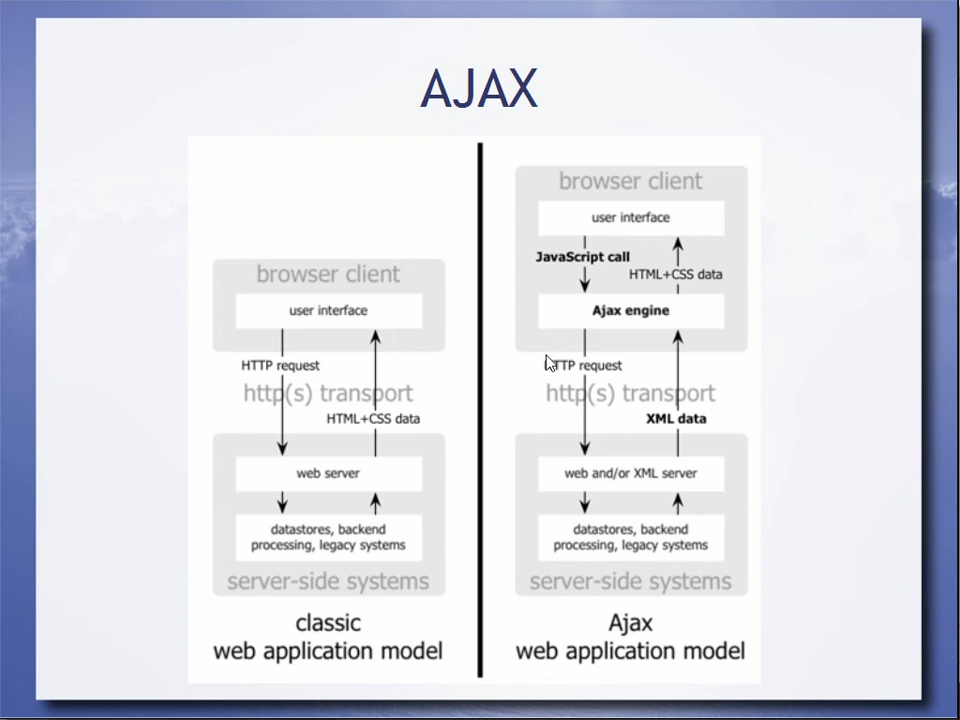 AJAX
browser client
user interface
HTTP request
http(s) transport
HTML+CSS data
web server
datastores, backend
processing, legacy systems
server-side systems
classic
web application model
browser client
user interface
JavaScript call
HTML+CSS data
Ajax engine
HTTP request
http(s) transport
XML data
web and/or XML server
datastores, backend
processing, legacy systems
server-side systems
Ajax
web application model